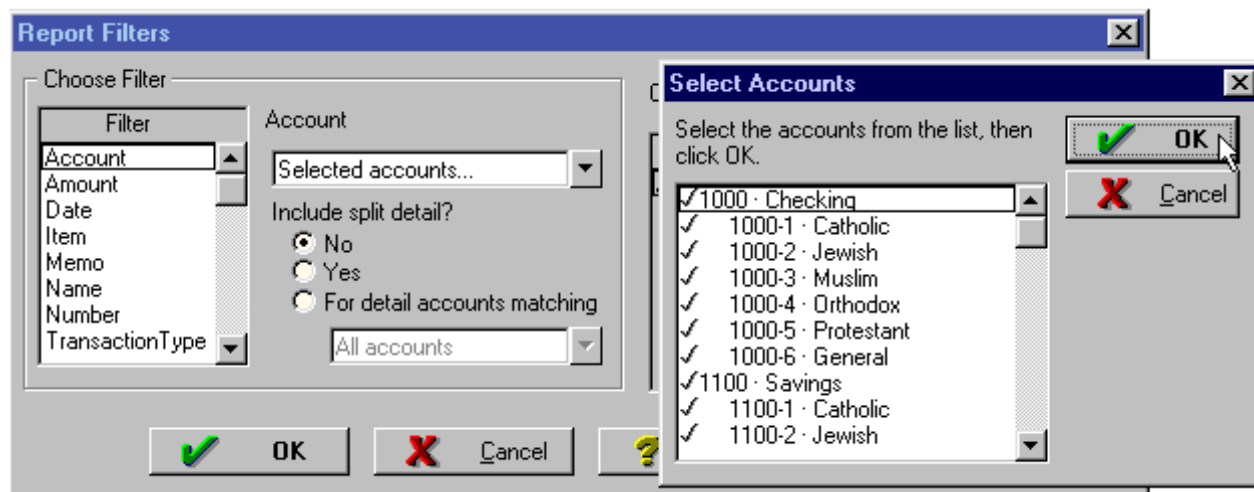 Report Filters
Choose Filter
Filter
Account
Amount
Date
Item
Memo
Name
Number
TransactionType
Account
Selected accounts...
Include split detail?
No
Yes
For detail accounts matching
All accounts
OK
Cancel
?
Select Accounts
Select the accounts from the list, then
click OK.
1000 · Checking
1000-1 · Catholic
1000-2 · Jewish
1000-3 · Muslim
1000-4 · Orthodox
1000-5 · Protestant
1000-6 · General
1100 · Savings
1100-1 · Catholic
1100-2 · Jewish
OK
Cancel